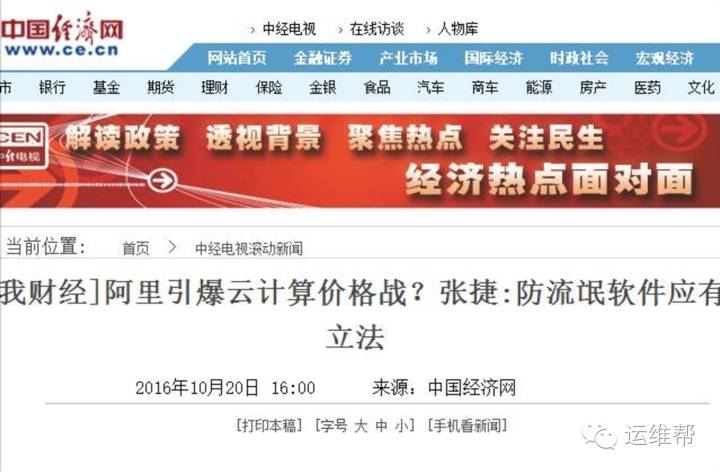 中国经济网
www.ce.cn
中经电视 在线访谈 人物库
网站首页 金融证券 产业市场 国际经济 时政社会 宏观经济
市 银行 基金 期货 理财 保险 金银 食品 汽车 商车 能源 房产 医药 文化
CEN
中经电视
解读政策 透视背景 聚焦热点 关注民生
经济热点面对面
当前位置: 首页 > 中经电视滚动新闻
我财经]阿里引爆云计算价格战？张捷:防流氓软件应有
立法
2016年10月20日 16:00 来源：中国经济网
[打印本稿] [字号 大 中 小] [手机看新闻]
运维帮